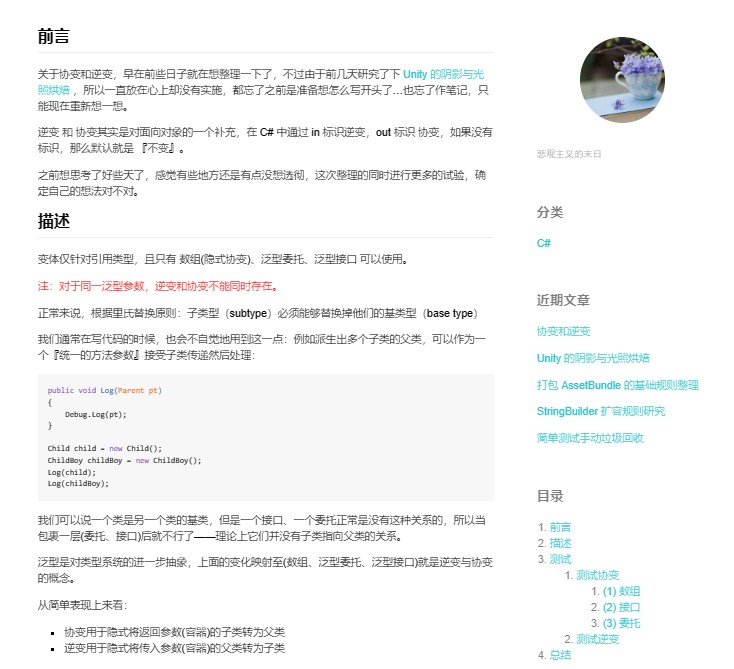 前言
关于协变和逆变，早在前些日子就在想整理一下了，不过由于前几天研究了下 Unity 的阴影与光
照烘焙 ，所以一直放在心上却没有实施，都忘了之前是准备想怎么写开头了…也忘了作笔记，只
能现在重新想一想。
逆变 和 协变其实是对面向对象的一个补充，在 C# 中通过 in 标识逆变，out 标识 协变，如果没有
标识，那么默认就是 『不变』。
之前想思考了好些天了，感觉有些地方还是有点没想透彻，这次整理的同时进行更多的试验，确
定自己的想法对不对。
描述
变体仅针对引用类型，且只有 数组(隐式协变)、泛型委托、泛型接口 可以使用。
注：对于同一泛型参数，逆变和协变不能同时存在。
正常来说，根据里氏替换原则：子类型（subtype）必须能够替换掉他们的基类型（base type）
我们通常在写代码的时候，也会不自觉地用到这一点：例如派生出多个子类的父类，可以作为一
个『统一的方法参数』接受子类传递然后处理：
public void Log(Parent pt)
{
    Debug.Log(pt);
}
Child child = new Child();
ChildBoy childBoy = new ChildBoy();
Log(child);
Log(childBoy);
我们可以说一个类是另一个类的基类，但是一个接口、一个委托正常是没有这种关系的，所以当
包裹一层(委托、接口)后就不行了——理论上它们并没有子类指向父类的关系。
泛型是对类型系统的进一步抽象，上面的变化映射至(数组、泛型委托、泛型接口)就是逆变与协变
的概念。
从简单表现上来看：
▪ 协变用于隐式将返回参数(容器)的子类转为父类
▪ 逆变用于隐式将传入参数(容器)的父类转为子类
悲观主义的末日
分类
C#
近期文章
协变和逆变
Unity 的阴影与光照烘焙
打包 AssetBundle 的基础规则整理
StringBuilder 扩容规则研究
简单测试手动垃圾回收
目录
1. 前言
2. 描述
3. 测试
1. 测试协变
1. (1) 数组
2. (2) 接口
3. (3) 委托
2. 测试逆变
4. 总结